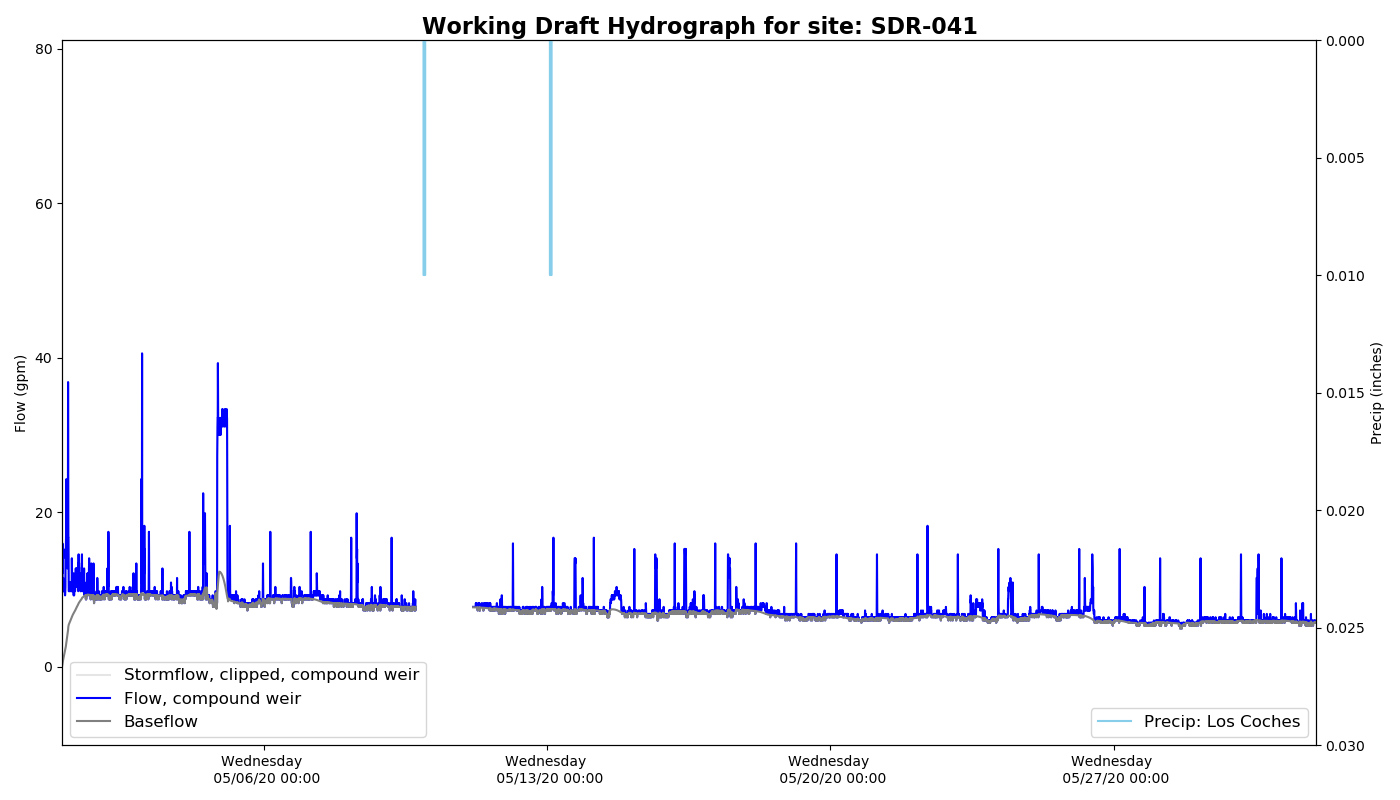 Working Draft Hydrograph for site: SDR-041
80
60
40
20
0
Flow (gpm)
0.000
0.005
0.010
0.015
0.020
0.025
0.030
Precip (inches)
Stormflow, clipped, compound weir
Flow, compound weir
Baseflow
Precip: Los Coches
Wednesday
05/06/20 00:00
Wednesday
05/13/20 00:00
Wednesday
05/20/20 00:00
Wednesday
05/27/20 00:00